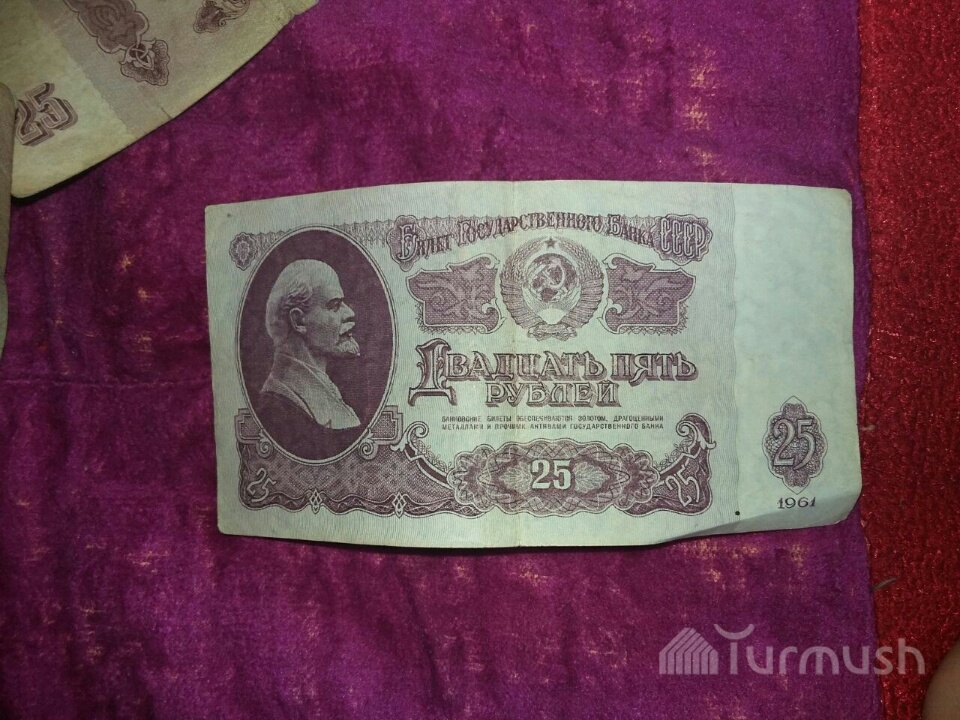 25
Билет Государственного Банка СССР
Двадцать пять
рублей
БАНКОВСКИЕ БИЛЕТЫ ОБЕСПЕЧИВАЮТСЯ ЗОЛОТОМ, ДРАГОЦЕННЫМИ
МЕТАЛЛАМИ И ПРОЧИМИ АКТИВАМИ ГОСУДАРСТВЕННОГО БАНКА
25
25
25
25
1961
Turmush